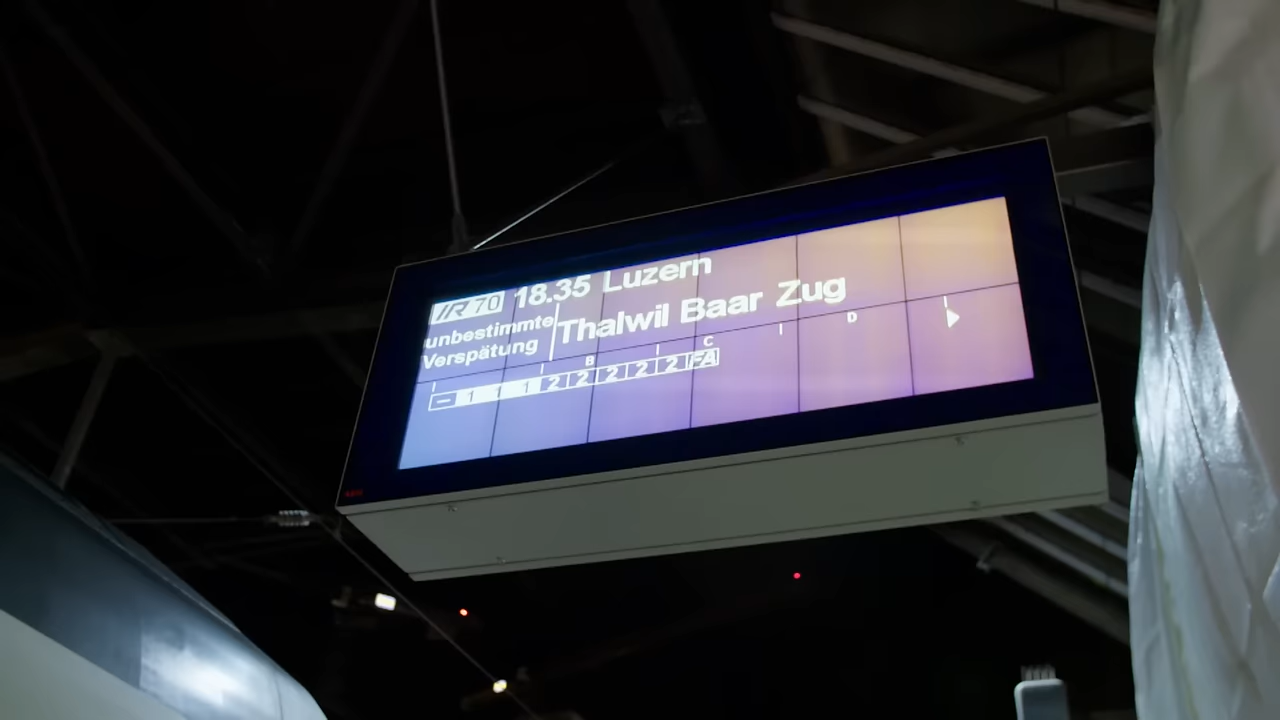 IR 70 18.35 Luzern
unbestimmte Verspätung
Thalwil Baar Zug
B C D
- 1 1 1 2 2 2 2 2 FA